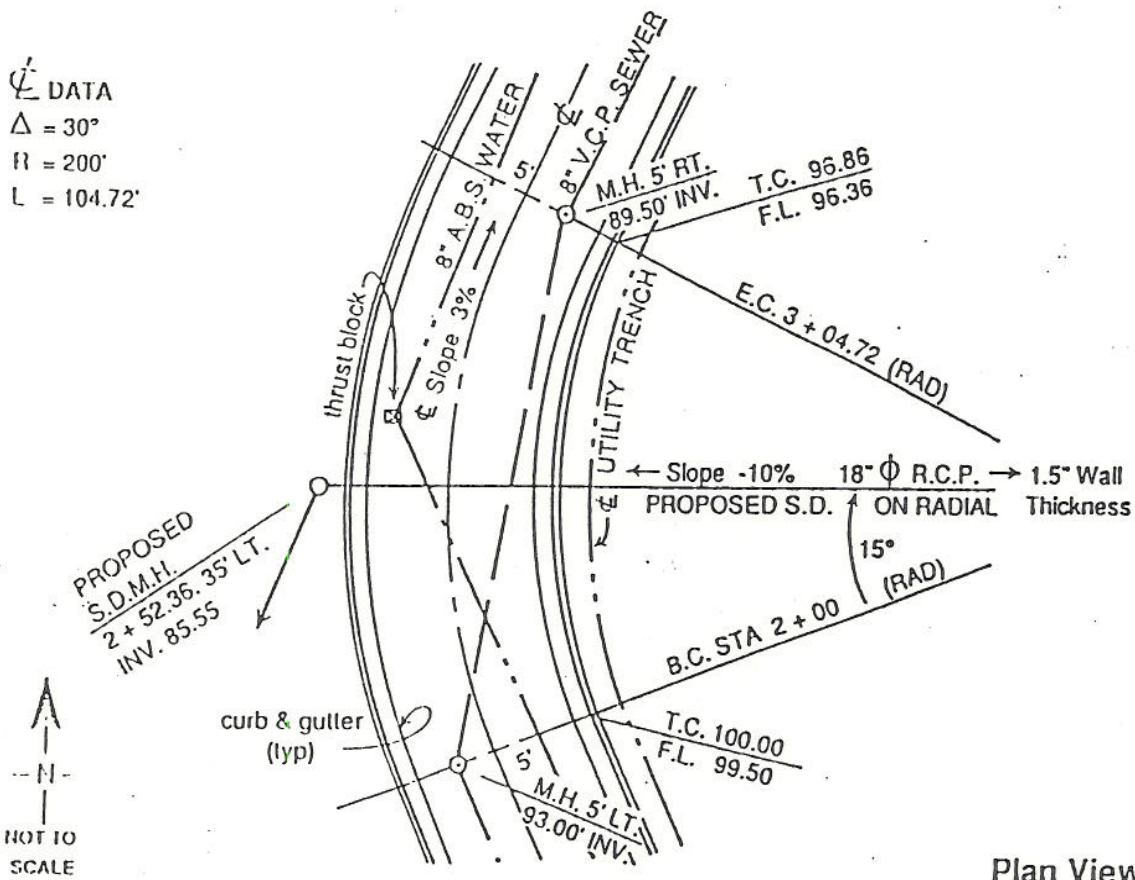 ℄ DATA
Δ = 30°
R = 200'
L = 104.72'
8" A.B.S. WATER
5'
℄
8" V.C.P. SEWER
M.H. 5' RT.
89.50' INV.
T.C. 96.86
F.L. 96.36
thrust block
℄ Slope 3%
℄ UTILITY TRENCH
E.C. 3 + 04.72 (RAD)
← Slope -10% 18" ϕ R.C.P. → 1.5" Wall
PROPOSED S.D. ON RADIAL Thickness
15°
(RAD)
B.C. STA 2 + 00
PROPOSED
S.D.M.H.
2 + 52.36, 35' LT.
INV. 85.55
curb & gutter
(typ)
5'
M.H. 5' LT.
93.00' INV.
T.C. 100.00
F.L. 99.50
-- N -
NOT TO
SCALE
Plan View